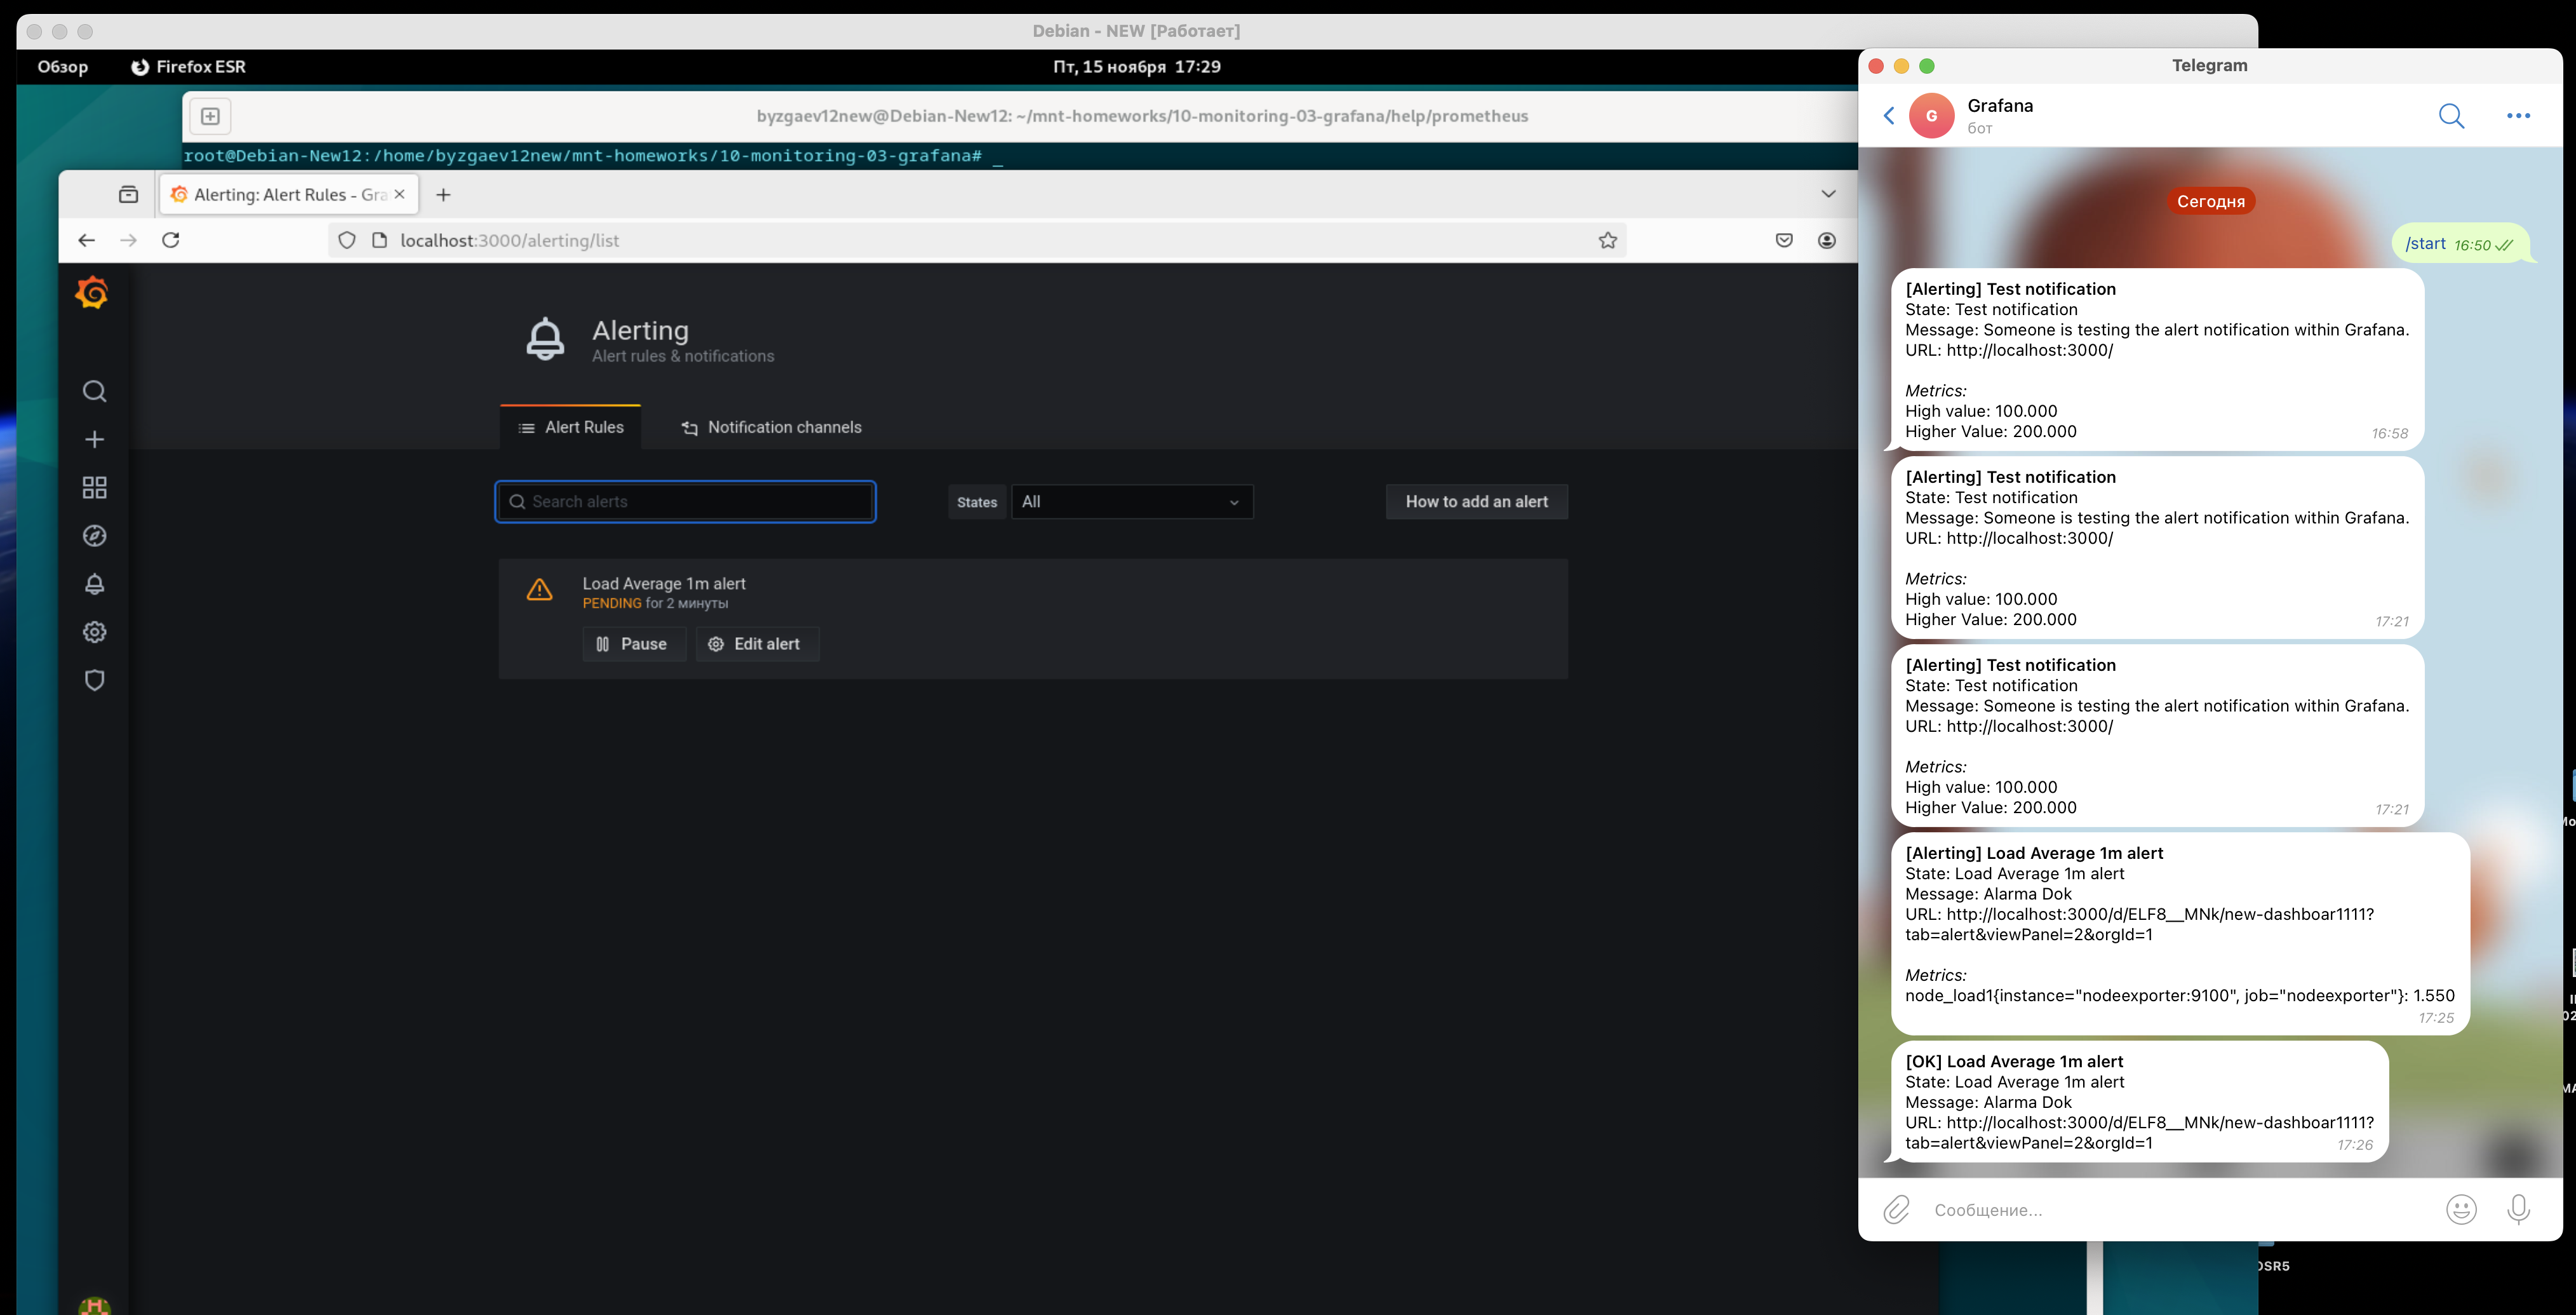 Debian - NEW [Работает]
Обзор
Firefox ESR
Пт, 15 ноября 17:29
byzgaev12new@Debian-New12: ~/mnt-homeworks/10-monitoring-03-grafana/help/prometheus
root@Debian-New12:/home/byzgaev12new/mnt-homeworks/10-monitoring-03-grafana# _
Alerting: Alert Rules - Gra
localhost:3000/alerting/list
Alerting
Alert rules & notifications
Alert Rules
Notification channels
Search alerts
States
All
How to add an alert
Load Average 1m alert
PENDING for 2 минуты
Pause
Edit alert
Telegram
G
Grafana
бот
Сегодня
/start 16:50
[Alerting] Test notification
State: Test notification
Message: Someone is testing the alert notification within Grafana.
URL: http://localhost:3000/
Metrics:
High value: 100.000
Higher Value: 200.000
16:58
[Alerting] Test notification
State: Test notification
Message: Someone is testing the alert notification within Grafana.
URL: http://localhost:3000/
Metrics:
High value: 100.000
Higher Value: 200.000
17:21
[Alerting] Test notification
State: Test notification
Message: Someone is testing the alert notification within Grafana.
URL: http://localhost:3000/
Metrics:
High value: 100.000
Higher Value: 200.000
17:21
[Alerting] Load Average 1m alert
State: Load Average 1m alert
Message: Alarma Dok
URL: http://localhost:3000/d/ELF8__MNk/new-dashboar1111?
tab=alert&viewPanel=2&orgId=1
Metrics:
node_load1{instance="nodeexporter:9100", job="nodeexporter"}: 1.550
17:25
[OK] Load Average 1m alert
State: Load Average 1m alert
Message: Alarma Dok
URL: http://localhost:3000/d/ELF8__MNk/new-dashboar1111?
tab=alert&viewPanel=2&orgId=1
17:26
Сообщение...
OSR5